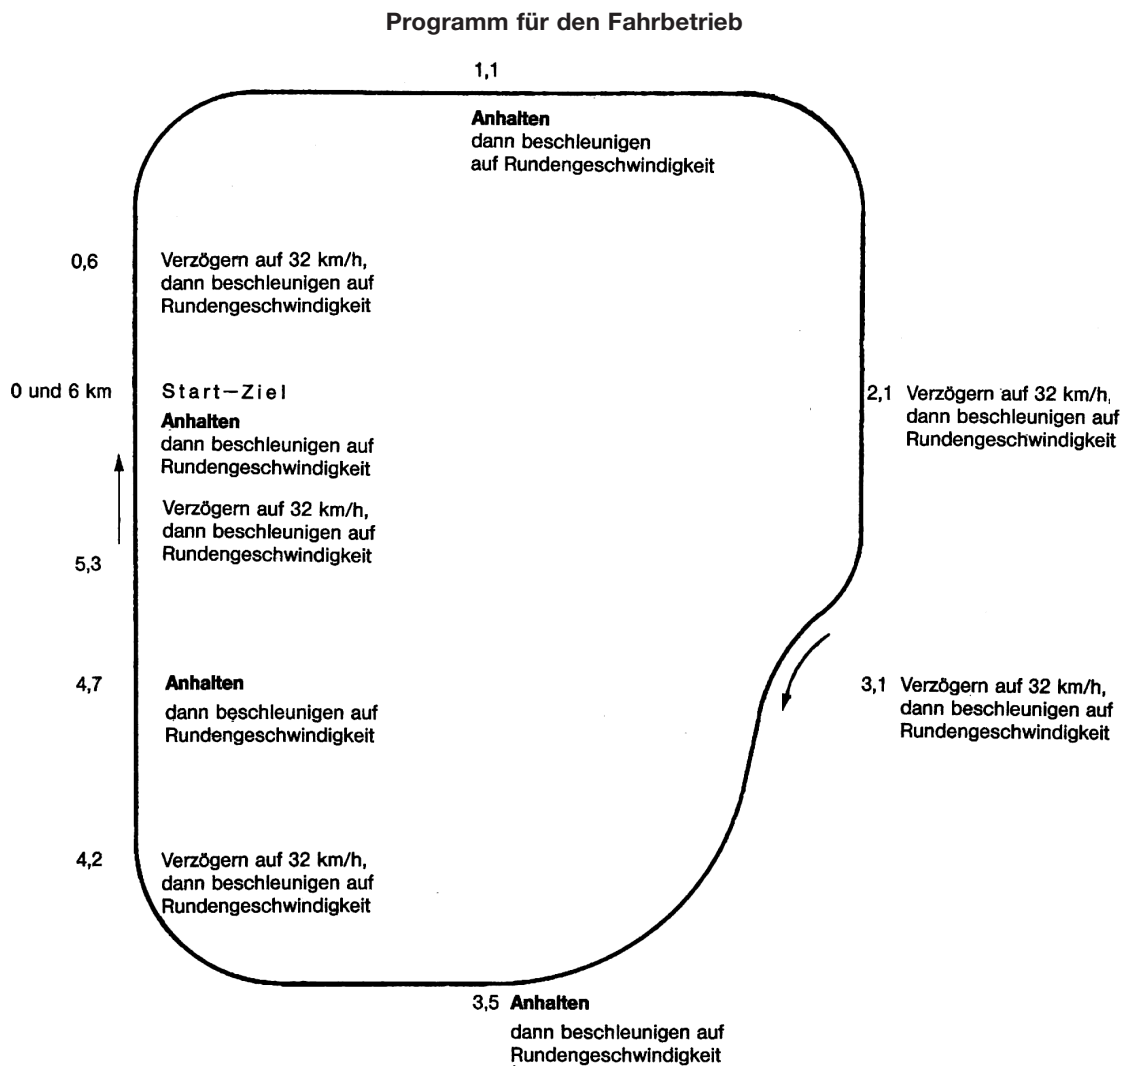 Programm für den Fahrbetrieb
1,1
Anhalten
dann beschleunigen
auf Rundengeschwindigkeit
0,6
Verzögern auf 32 km/h,
dann beschleunigen auf
Rundengeschwindigkeit
0 und 6 km
Start–Ziel
Anhalten
dann beschleunigen auf
Rundengeschwindigkeit
2,1 Verzögern auf 32 km/h,
dann beschleunigen auf
Rundengeschwindigkeit
Verzögern auf 32 km/h,
dann beschleunigen auf
Rundengeschwindigkeit
5,3
4,7
Anhalten
dann beschleunigen auf
Rundengeschwindigkeit
3,1 Verzögern auf 32 km/h,
dann beschleunigen auf
Rundengeschwindigkeit
4,2
Verzögern auf 32 km/h,
dann beschleunigen auf
Rundengeschwindigkeit
3,5 Anhalten
dann beschleunigen auf
Rundengeschwindigkeit